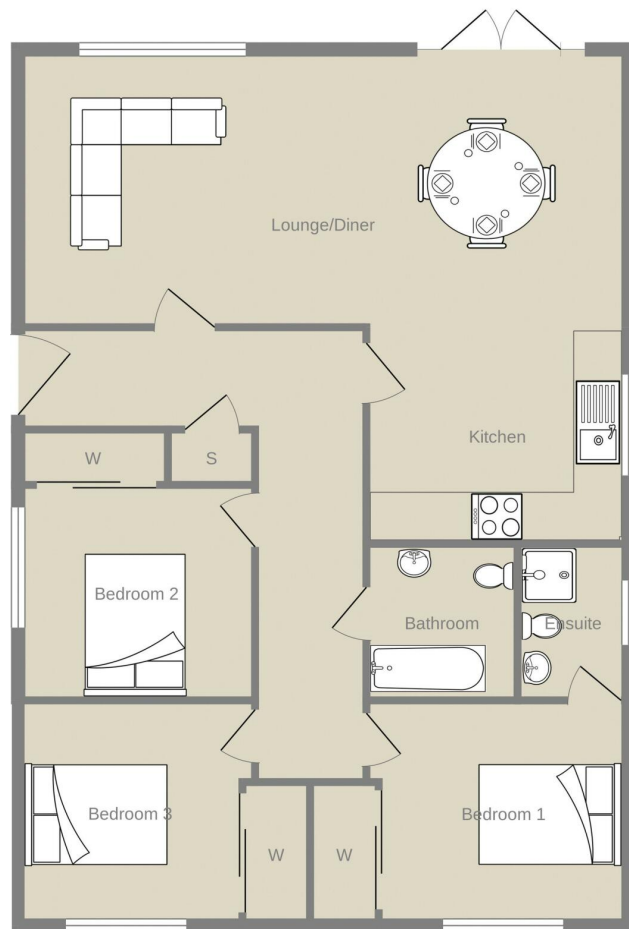 Lounge/Diner
Kitchen
W
S
Bedroom 2
Bathroom
Ensuite
Bedroom 3
W
W
Bedroom 1